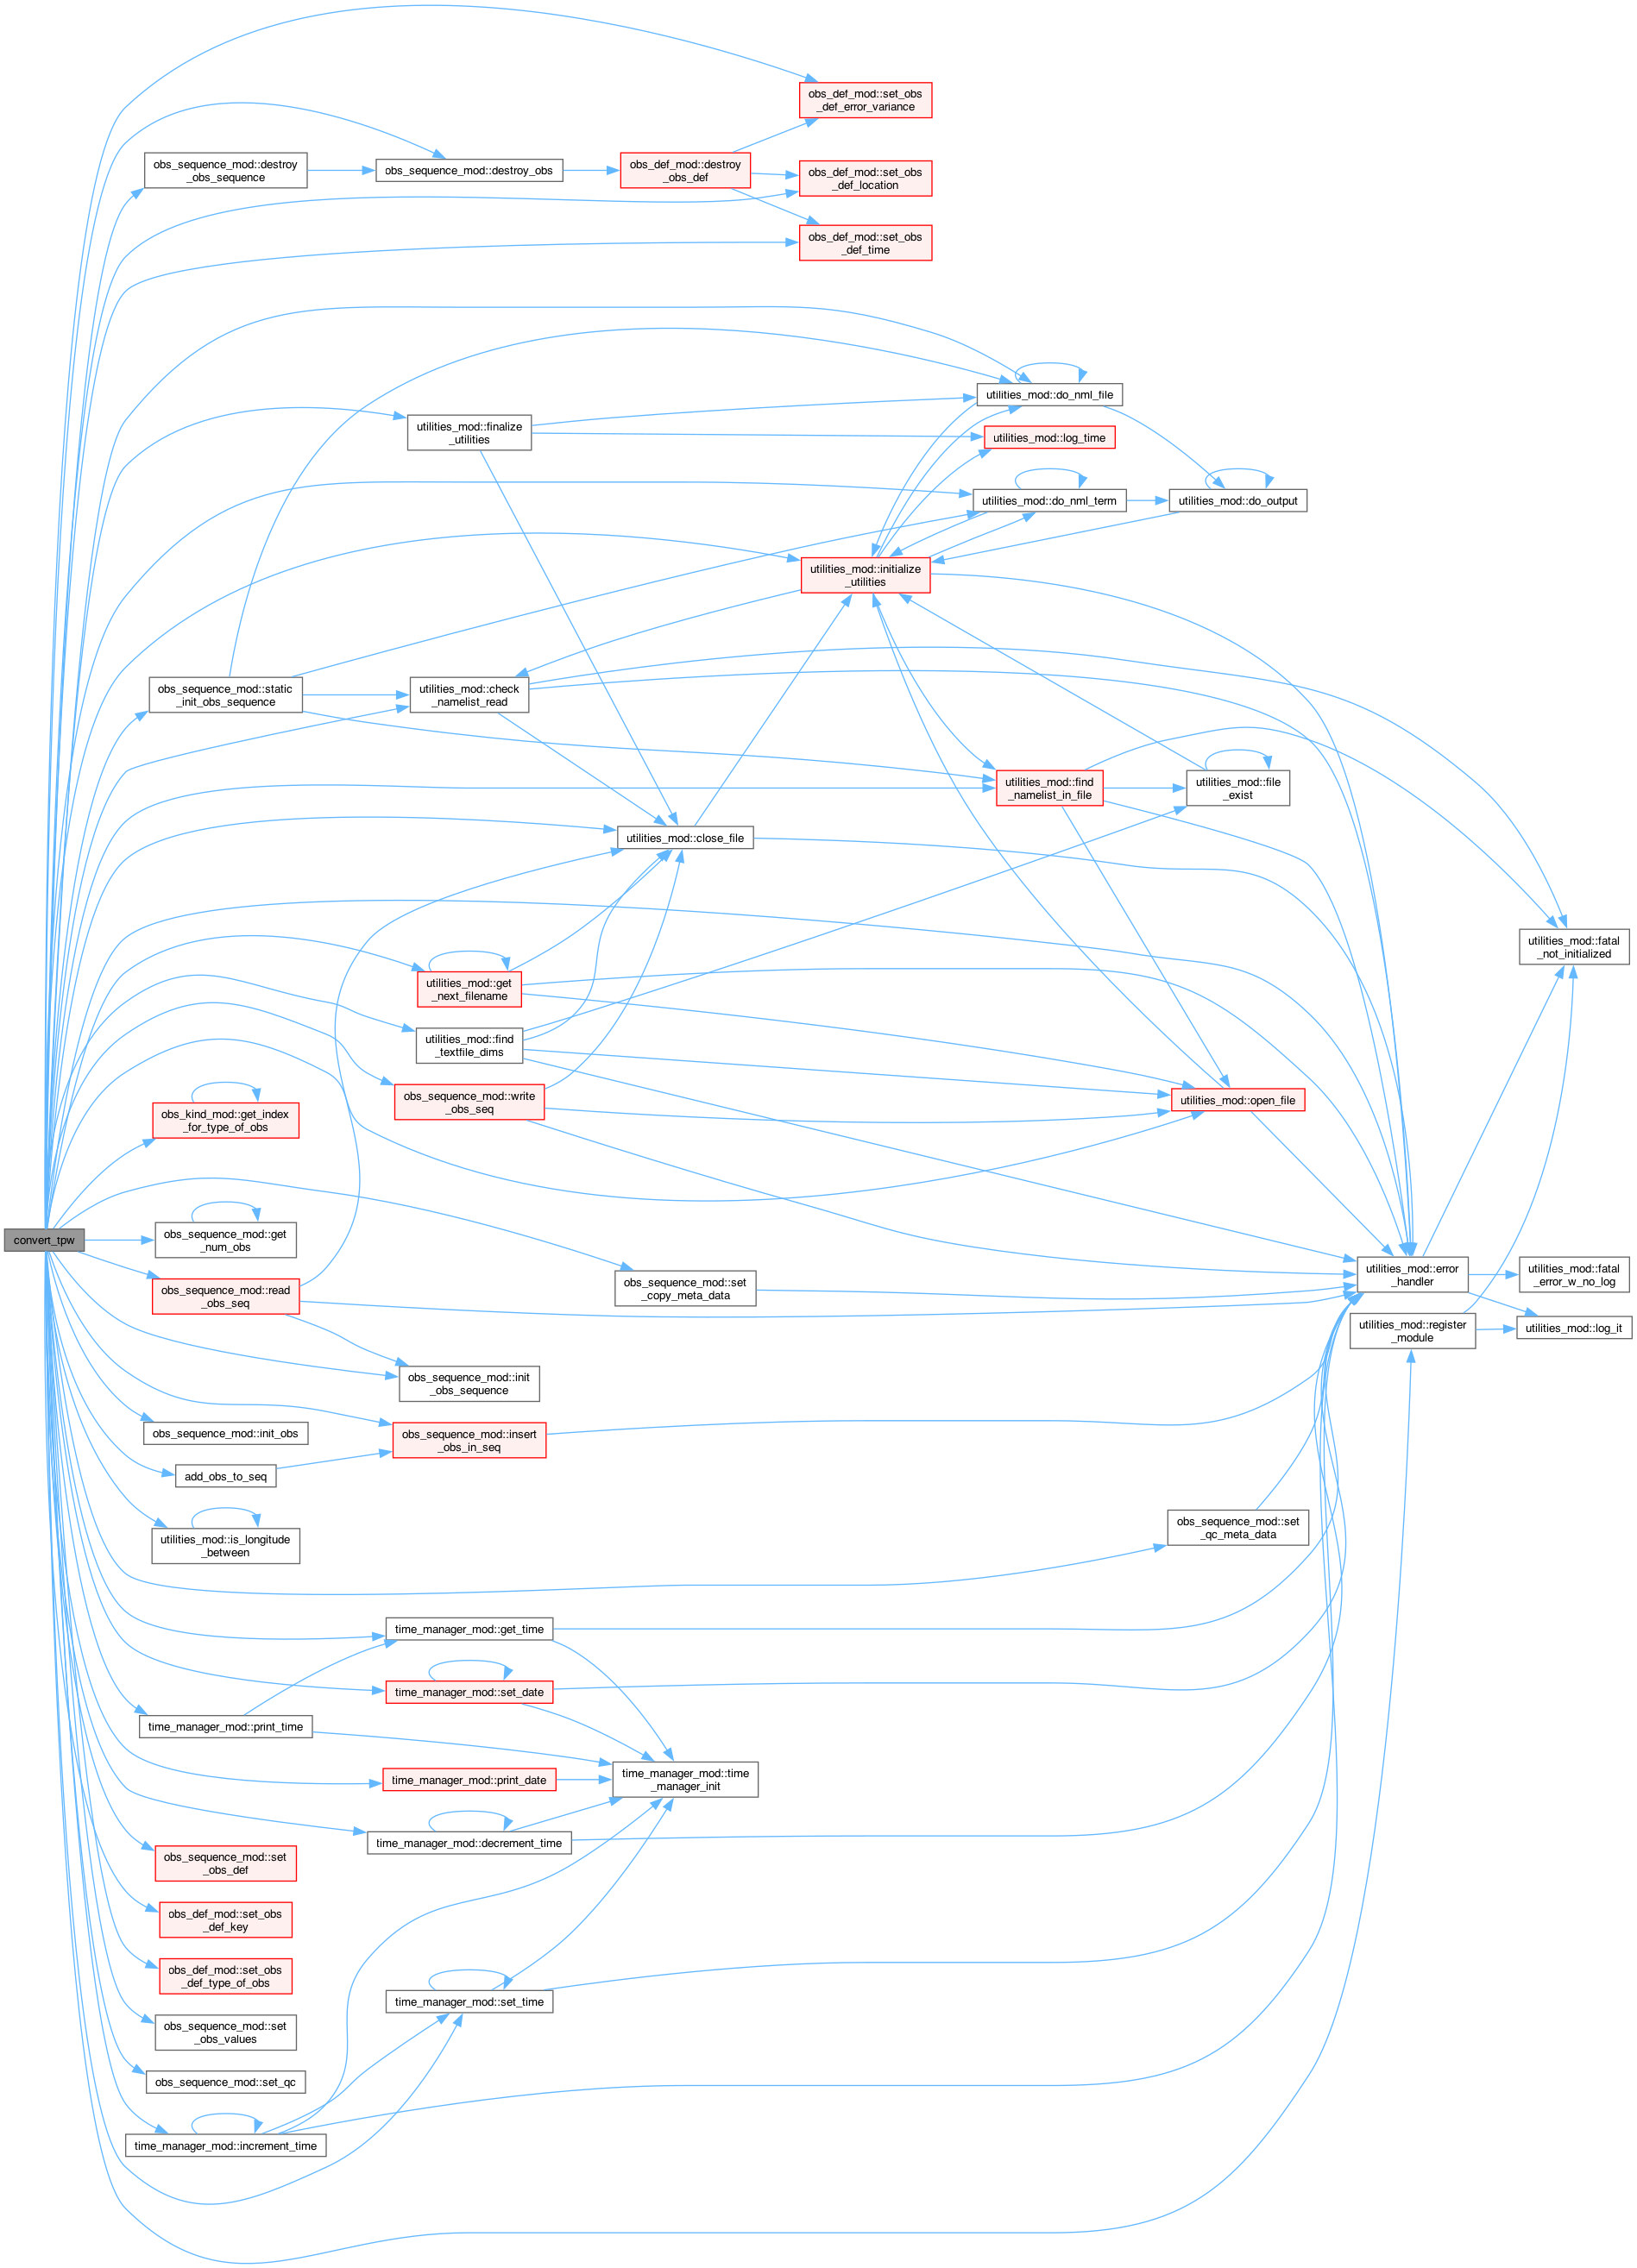 obs_def_mod::set_obs
_def_error_variance
obs_sequence_mod::destroy
_obs_sequence
obs_sequence_mod::destroy_obs
obs_def_mod::destroy
_obs_def
obs_def_mod::set_obs
_def_location
obs_def_mod::set_obs
_def_time
utilities_mod::do_nml_file
utilities_mod::finalize
_utilities
utilities_mod::log_time
utilities_mod::do_nml_term
utilities_mod::do_output
utilities_mod::initialize
_utilities
obs_sequence_mod::static
_init_obs_sequence
utilities_mod::check
_namelist_read
utilities_mod::find
_namelist_in_file
utilities_mod::file
_exist
utilities_mod::close_file
utilities_mod::fatal
_not_initialized
utilities_mod::get
_next_filename
utilities_mod::find
_textfile_dims
obs_sequence_mod::write
_obs_seq
utilities_mod::open_file
obs_kind_mod::get_index
_for_type_of_obs
convert_tpw
obs_sequence_mod::get
_num_obs
obs_sequence_mod::read
_obs_seq
obs_sequence_mod::set
_copy_meta_data
utilities_mod::error
_handler
utilities_mod::fatal
_error_w_no_log
utilities_mod::register
_module
utilities_mod::log_it
obs_sequence_mod::init
_obs_sequence
obs_sequence_mod::init_obs
obs_sequence_mod::insert
_obs_in_seq
add_obs_to_seq
utilities_mod::is_longitude
_between
obs_sequence_mod::set
_qc_meta_data
time_manager_mod::get_time
time_manager_mod::set_date
time_manager_mod::print_time
time_manager_mod::print_date
time_manager_mod::time
_manager_init
time_manager_mod::decrement_time
obs_sequence_mod::set
_obs_def
obs_def_mod::set_obs
_def_key
obs_def_mod::set_obs
_def_type_of_obs
time_manager_mod::set_time
obs_sequence_mod::set
_obs_values
obs_sequence_mod::set_qc
time_manager_mod::increment_time